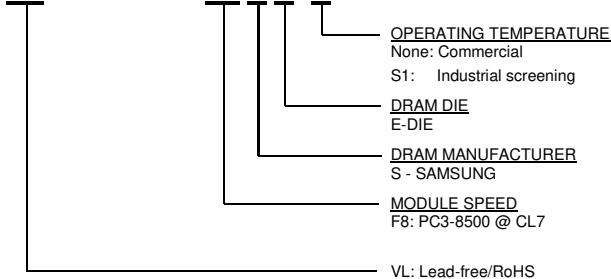 OPERATING TEMPERATURE
None: Commercial
S1: Industrial screening
DRAM DIE
E-DIE
DRAM MANUFACTURER
S - SAMSUNG
MODULE SPEED
F8: PC3-8500 @ CL7
VL: Lead-free/RoHS